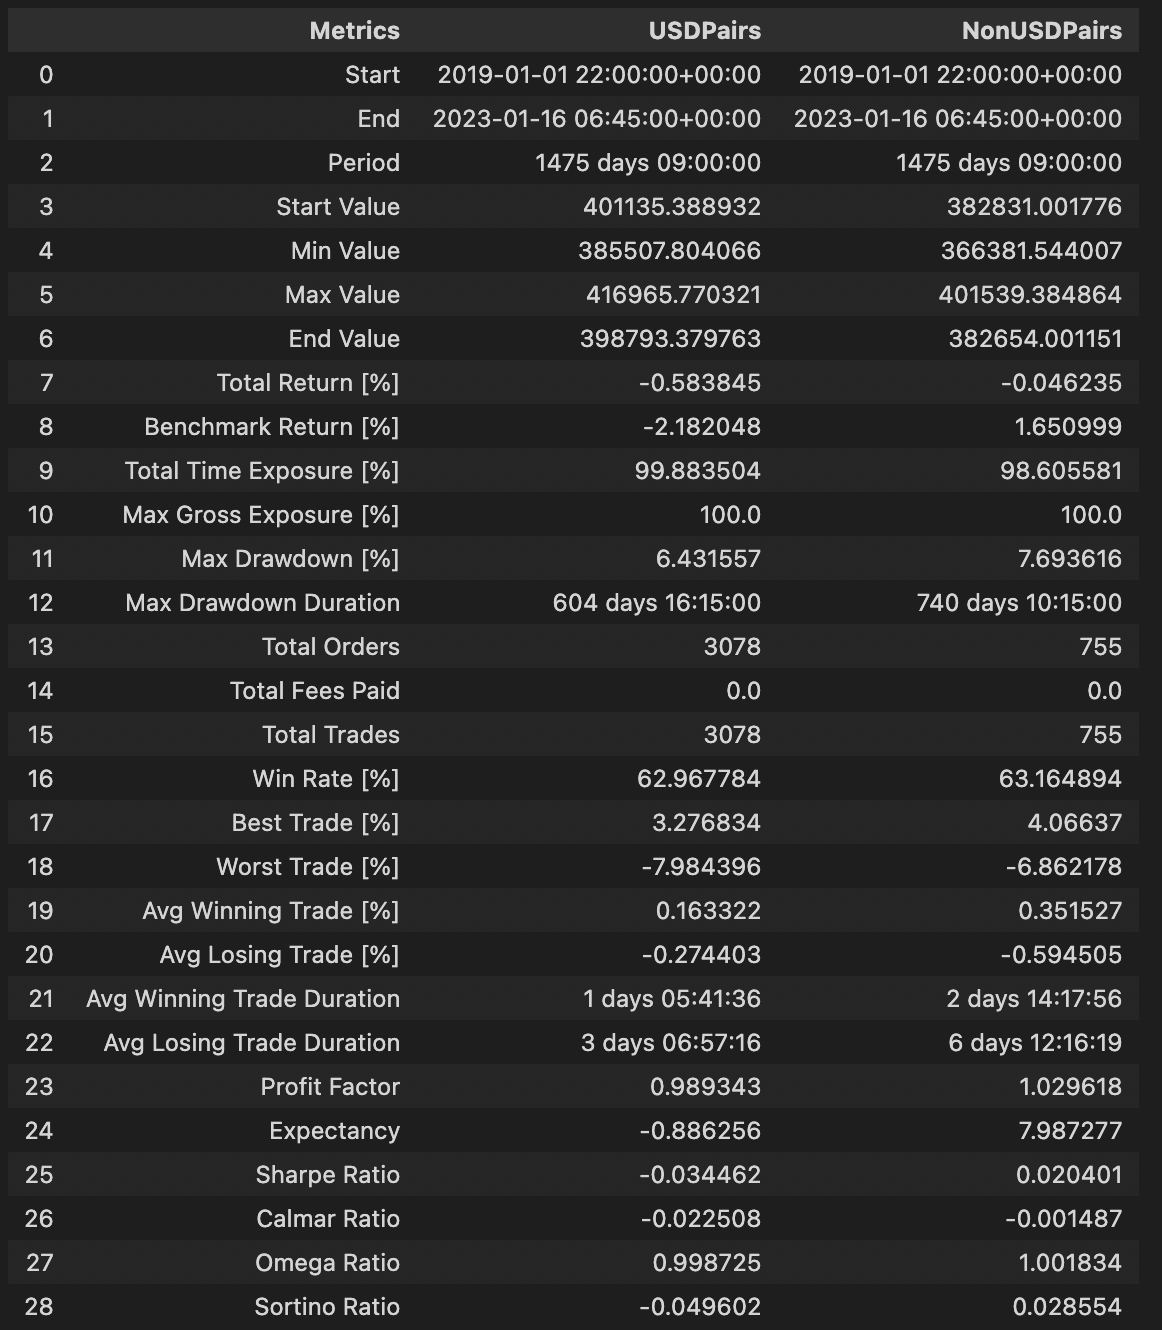 Metrics USDPairs NonUSDPairs
0 Start 2019-01-01 22:00:00+00:00 2019-01-01 22:00:00+00:00
1 End 2023-01-16 06:45:00+00:00 2023-01-16 06:45:00+00:00
2 Period 1475 days 09:00:00 1475 days 09:00:00
3 Start Value 401135.388932 382831.001776
4 Min Value 385507.804066 366381.544007
5 Max Value 416965.770321 401539.384864
6 End Value 398793.379763 382654.001151
7 Total Return [%] -0.583845 -0.046235
8 Benchmark Return [%] -2.182048 1.650999
9 Total Time Exposure [%] 99.883504 98.605581
10 Max Gross Exposure [%] 100.0 100.0
11 Max Drawdown [%] 6.431557 7.693616
12 Max Drawdown Duration 604 days 16:15:00 740 days 10:15:00
13 Total Orders 3078 755
14 Total Fees Paid 0.0 0.0
15 Total Trades 3078 755
16 Win Rate [%] 62.967784 63.164894
17 Best Trade [%] 3.276834 4.06637
18 Worst Trade [%] -7.984396 -6.862178
19 Avg Winning Trade [%] 0.163322 0.351527
20 Avg Losing Trade [%] -0.274403 -0.594505
21 Avg Winning Trade Duration 1 days 05:41:36 2 days 14:17:56
22 Avg Losing Trade Duration 3 days 06:57:16 6 days 12:16:19
23 Profit Factor 0.989343 1.029618
24 Expectancy -0.886256 7.987277
25 Sharpe Ratio -0.034462 0.020401
26 Calmar Ratio -0.022508 -0.001487
27 Omega Ratio 0.998725 1.001834
28 Sortino Ratio -0.049602 0.028554